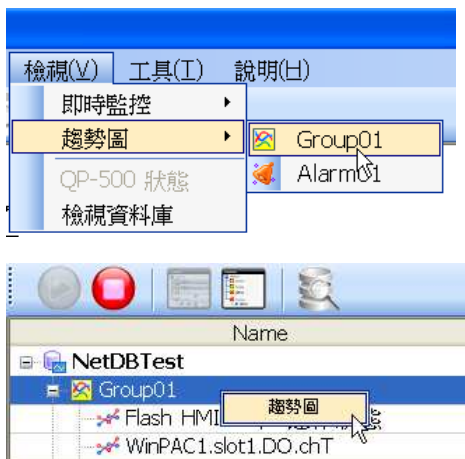 檢視(V) 工具(T) 說明(H)
即時監控
趨勢圖
Group01
Alarm01
QP-500 狀態
檢視資料庫
Name
NetDBTest
Group01
趨勢圖
Flash HMI
WinPAC1.slot1.DO.chT